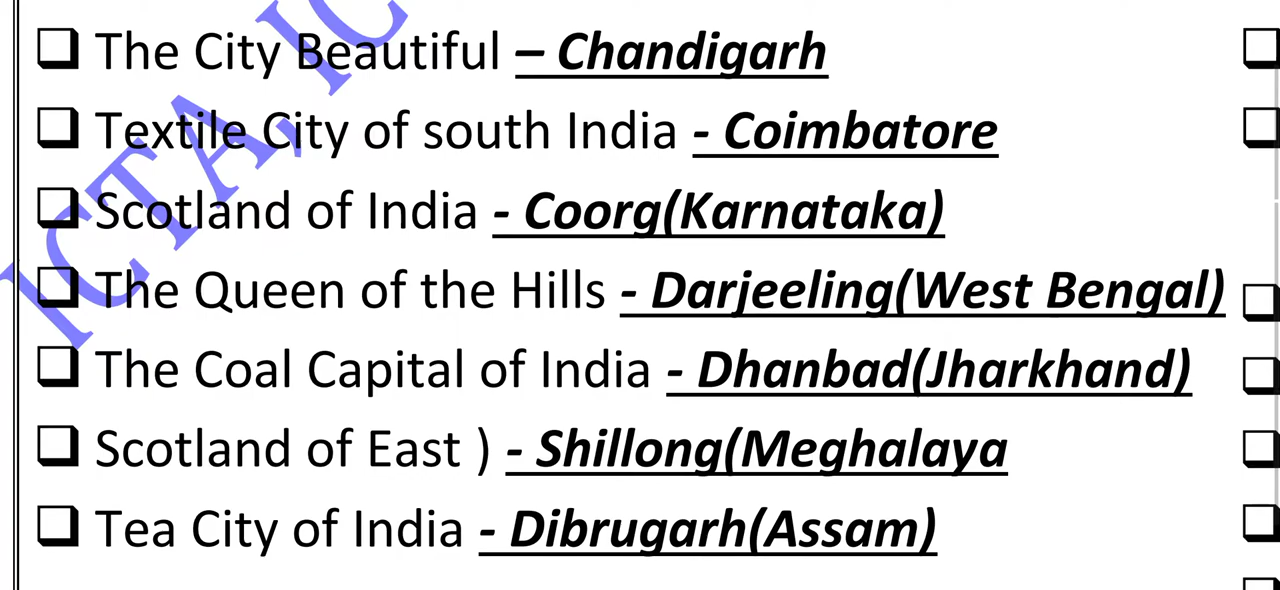 ❑ The City Beautiful – Chandigarh
❑ Textile City of south India - Coimbatore
❑ Scotland of India - Coorg(Karnataka)
❑ The Queen of the Hills - Darjeeling(West Bengal)
❑ The Coal Capital of India - Dhanbad(Jharkhand)
❑ Scotland of East ) - Shillong(Meghalaya
❑ Tea City of India - Dibrugarh(Assam)
ICTA, IC